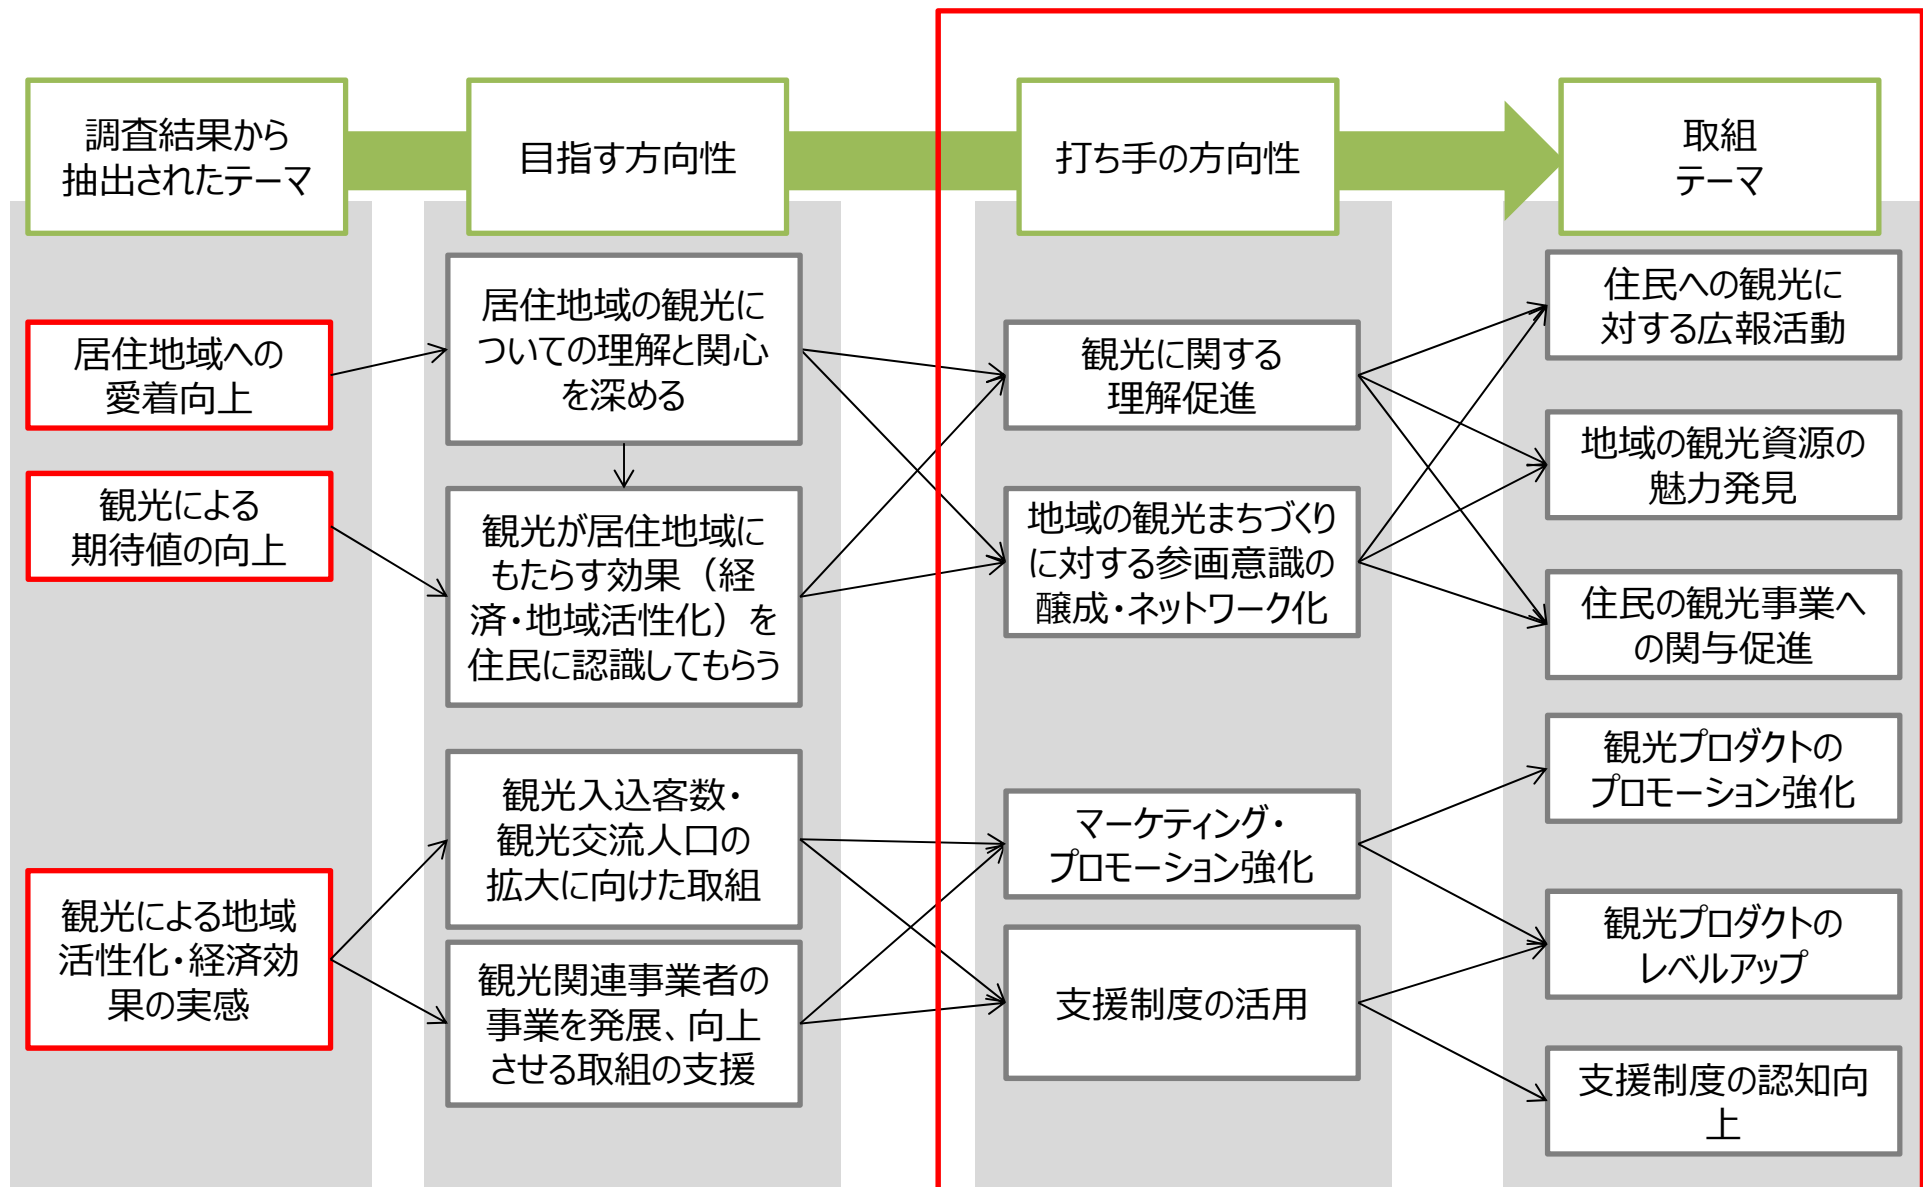 調査結果から
抽出されたテーマ
目指す方向性
打ち手の方向性
取組
テーマ
居住地域への
愛着向上
観光による
期待値の向上
観光による地域
活性化・経済効
果の実感
居住地域の観光に
ついての理解と関心
を深める
観光が居住地域に
もたらす効果（経
済・地域活性化）を
住民に認識してもらう
観光入込客数・
観光交流人口の
拡大に向けた取組
観光関連事業者の
事業を発展、向上
させる取組の支援
観光に関する
理解促進
地域の観光まちづくり
に対する参画意識の
醸成・ネットワーク化
マーケティング・
プロモーション強化
支援制度の活用
住民への観光に
対する広報活動
地域の観光資源の
魅力発見
住民の観光事業へ
の関与促進
観光プロダクトの
プロモーション強化
観光プロダクトの
レベルアップ
支援制度の認知向
上